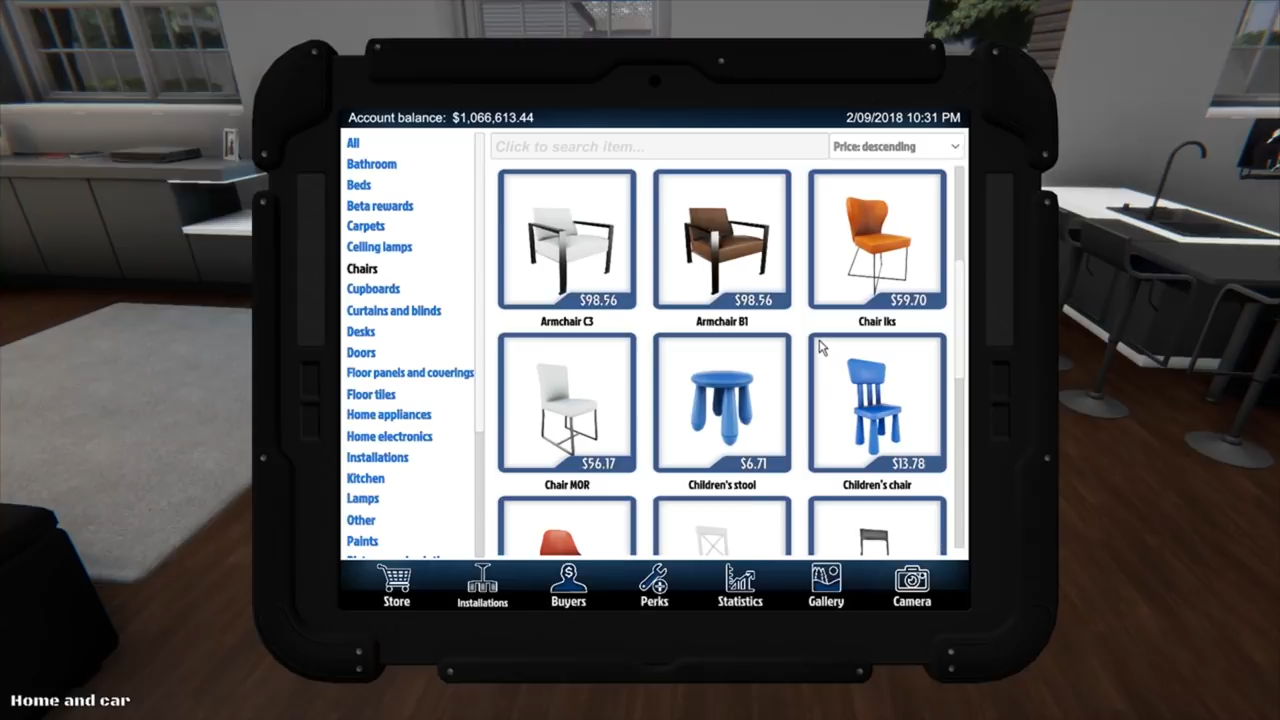 Account balance: $1,066,613.44
2/09/2018 10:31 PM
All
Bathroom
Beds
Beta rewards
Carpets
Ceiling lamps
Chairs
Cupboards
Curtains and blinds
Desks
Doors
Floor panels and coverings
Floor tiles
Home appliances
Home electronics
Installations
Kitchen
Lamps
Other
Paints
Click to search item...
Price: descending
$98.56
$98.56
$59.70
Armchair C3
Armchair B1
Chair Iks
$56.17
$6.71
$13.78
Chair MOR
Children's stool
Children's chair
Store
Installations
Buyers
Perks
Statistics
Gallery
Camera
Home and car